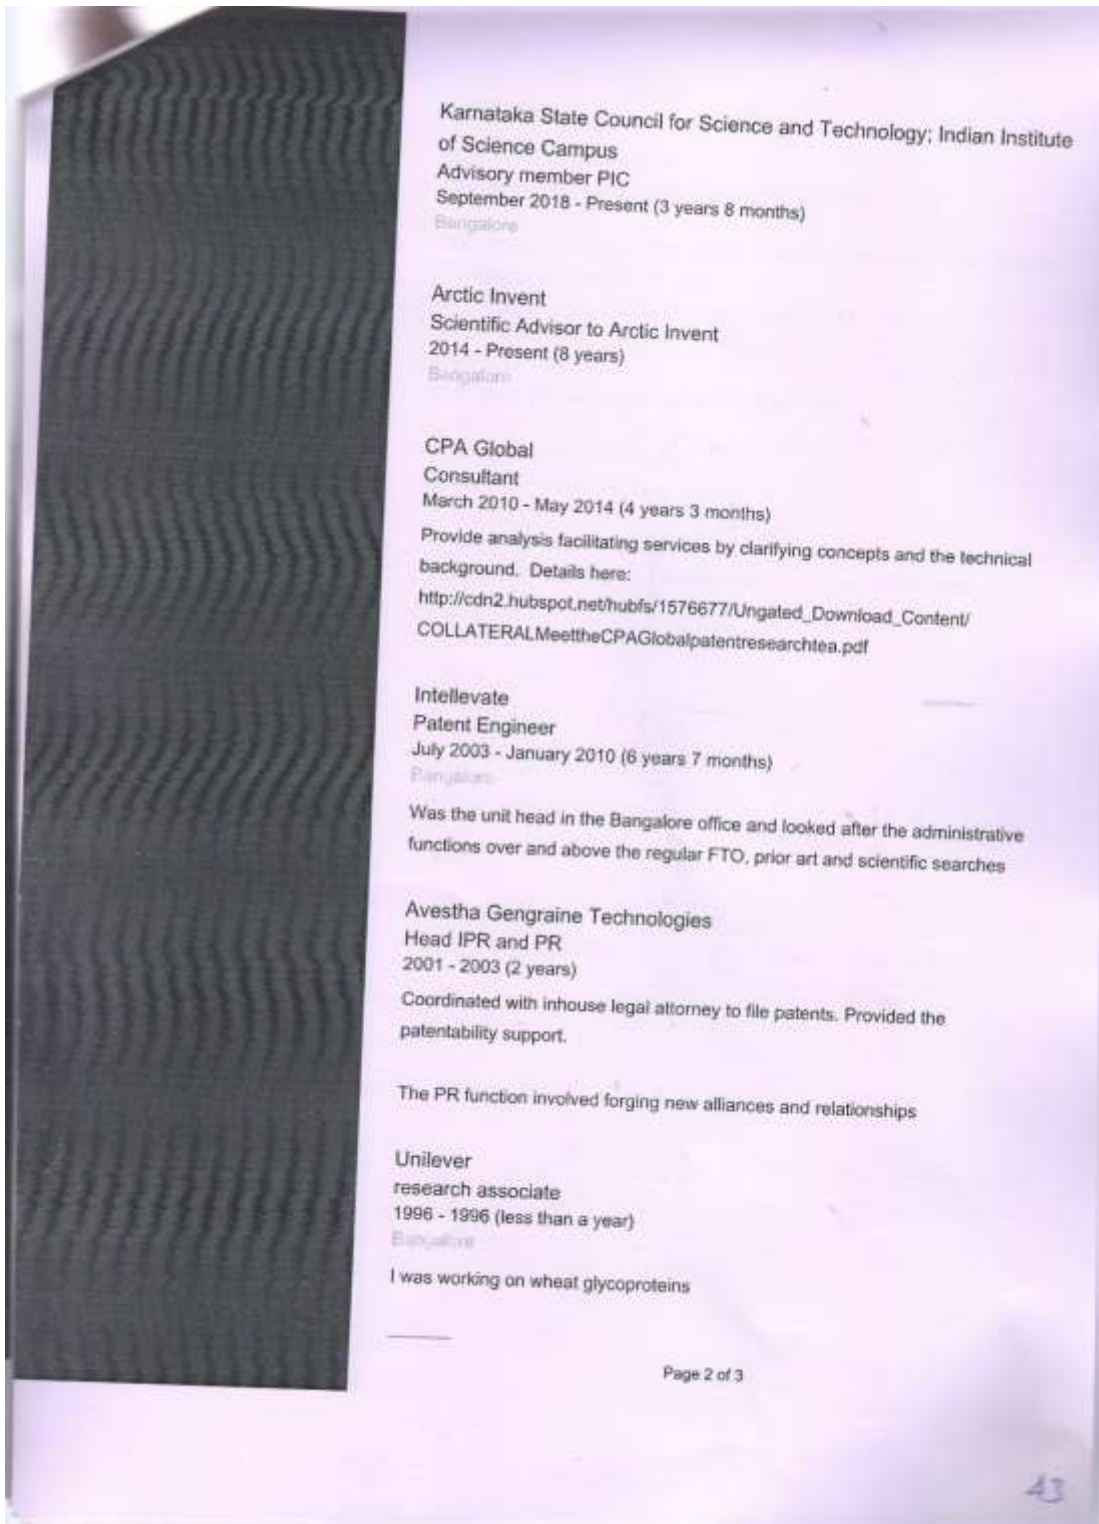 Karnataka State Council for Science and Technology; Indian Institute
of Science Campus
Advisory member PIC
September 2018 - Present (3 years 8 months)
Bangalore
Arctic Invent
Scientific Advisor to Arctic Invent
2014 - Present (8 years)
Bangalore
CPA Global
Consultant
March 2010 - May 2014 (4 years 3 months)
Provide analysis facilitating services by clarifying concepts and the technical
background.  Details here:
http://cdn2.hubspot.net/hubfs/1576677/Ungated_Download_Content/
COLLATERALMeettheCPAGlobalpatentresearchtea.pdf
Intellevate
Patent Engineer
July 2003 - January 2010 (6 years 7 months)
Bangalore
Was the unit head in the Bangalore office and looked after the administrative
functions over and above the regular FTO, prior art and scientific searches
Avestha Gengraine Technologies
Head IPR and PR
2001 - 2003 (2 years)
Coordinated with inhouse legal attorney to file patents. Provided the
patentability support.
The PR function involved forging new alliances and relationships
Unilever
research associate
1996 - 1996 (less than a year)
Bangalore
I was working on wheat glycoproteins
Page 2 of 3
43